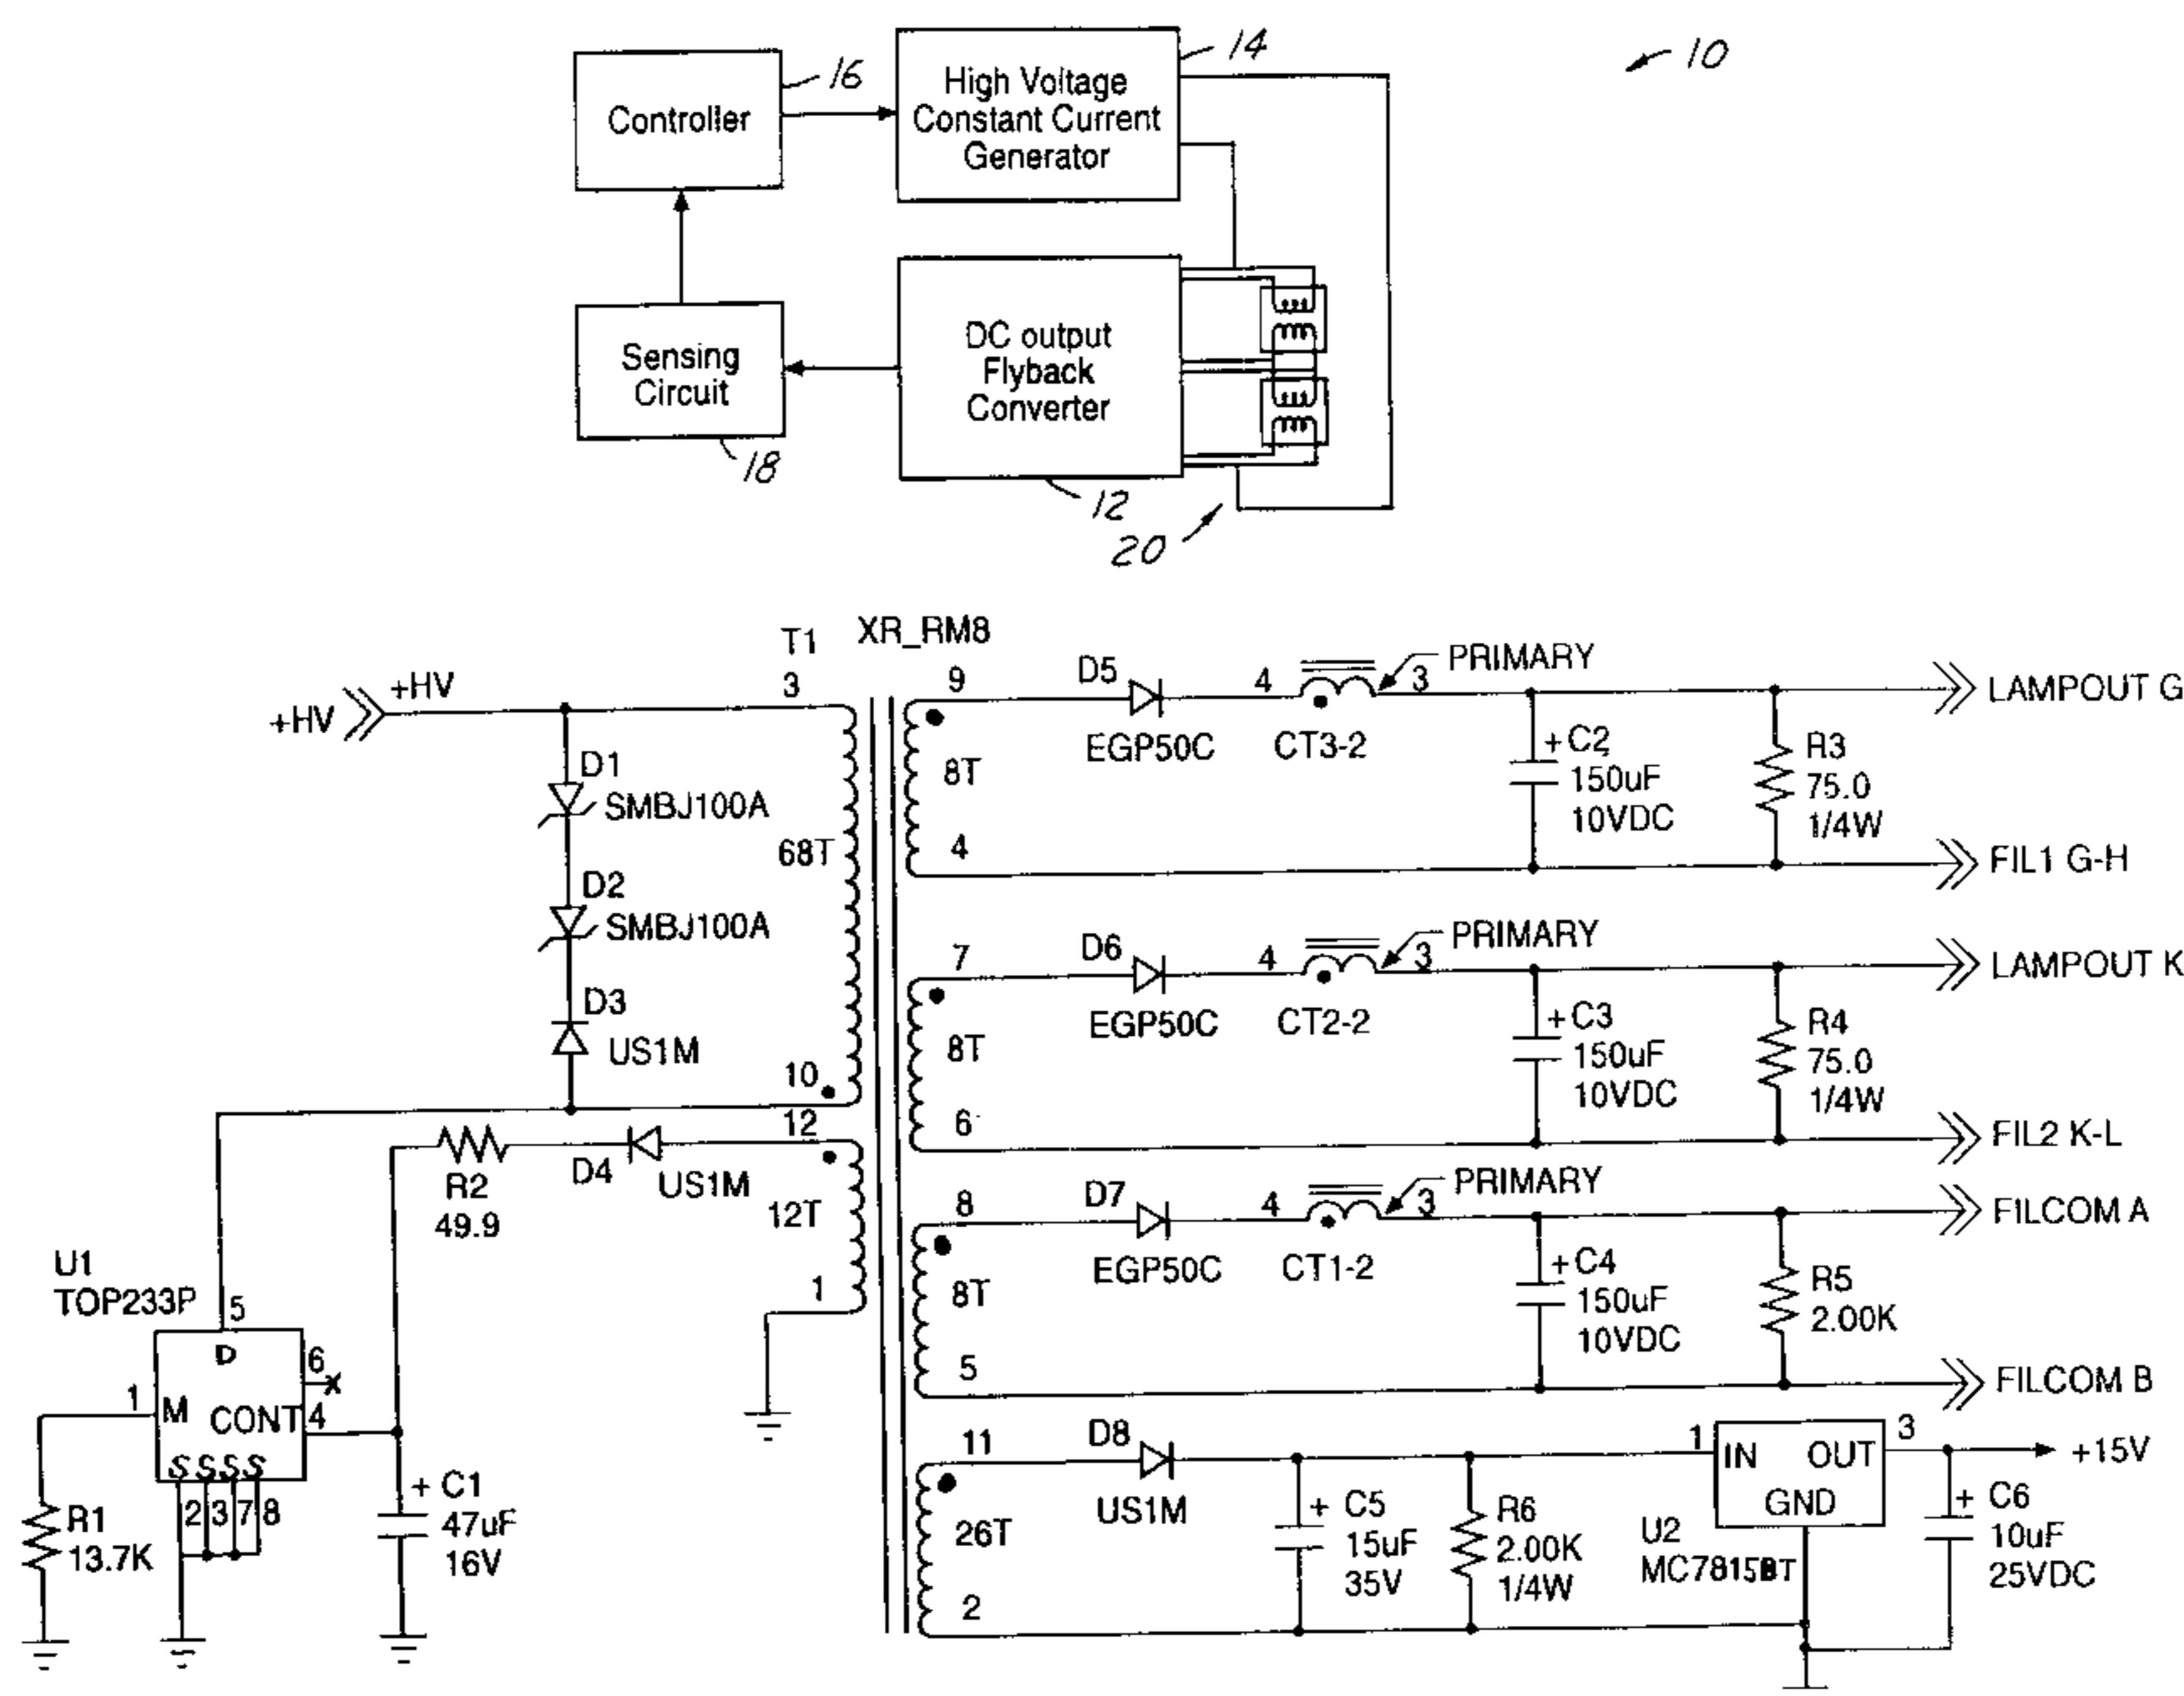 10
Controller
16
High Voltage
Constant Current
Generator
14
Sensing
Circuit
18
DC output
Flyback
Converter
12
20
T1 XR_RM8
+HV
+HV
3
D1
SMBJ100A
68T
D2
SMBJ100A
D3
US1M
10
12
R2
49.9
D4
US1M
12T
1
U1
TOP233P
5
D
6
1
M
CONT
4
S S S S
2 3 7 8
R1
13.7K
+ C1
47uF
16V
9
D5
EGP50C
4
CT3-2
3
PRIMARY
8T
4
+ C2
150uF
10VDC
R3
75.0
1/4W
LAMPOUT G
FIL1 G-H
7
D6
EGP50C
4
CT2-2
3
PRIMARY
8T
6
+ C3
150uF
10VDC
R4
75.0
1/4W
LAMPOUT K
FIL2 K-L
8
D7
EGP50C
4
CT1-2
3
PRIMARY
8T
5
+ C4
150uF
10VDC
R5
2.00K
FILCOM A
FILCOM B
11
D8
US1M
26T
2
+ C5
15uF
35V
R6
2.00K
1/4W
1
IN OUT
GND
3
U2
MC7815BT
+15V
+ C6
10uF
25VDC